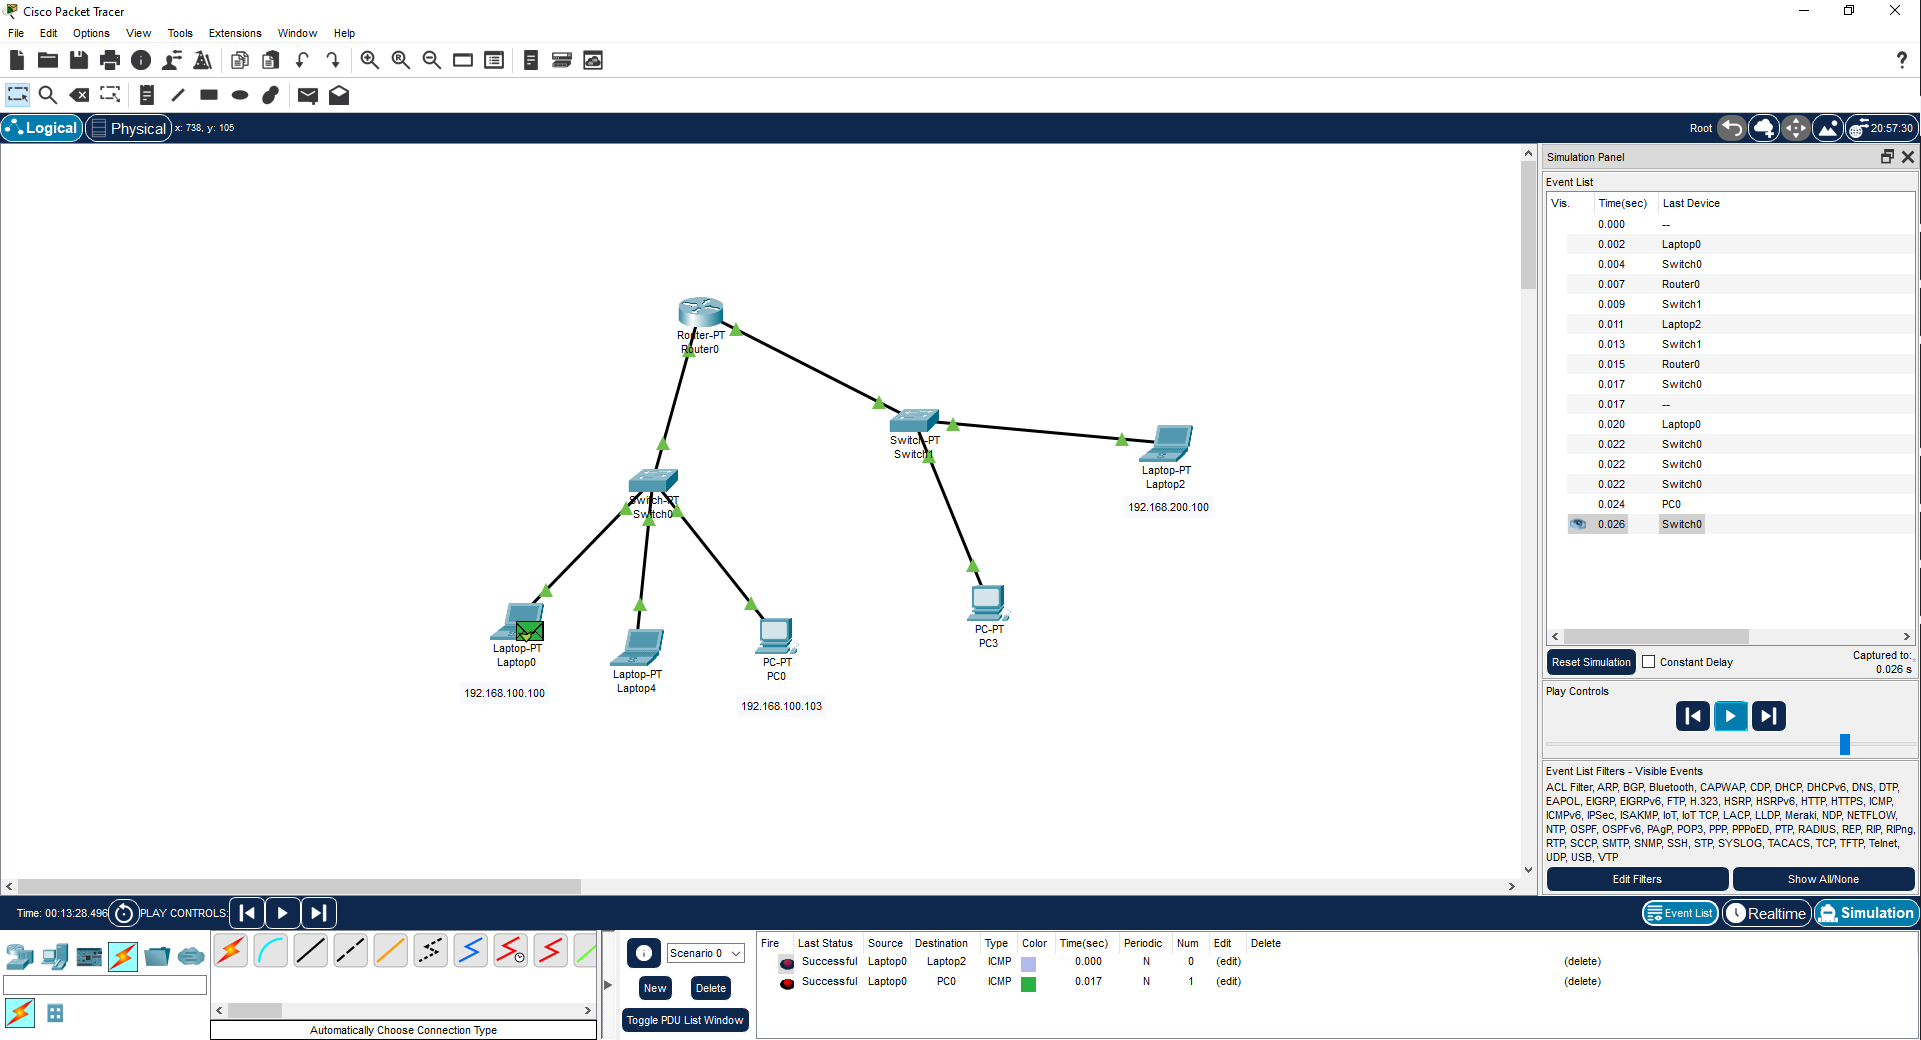 Cisco Packet Tracer
File Edit Options View Tools Extensions Window Help
?
Logical Physical x: 738, y: 105 Root 20:57:30
Simulation Panel
Event List
Vis. Time(sec) Last Device
0.000 --
0.002 Laptop0
0.004 Switch0
0.007 Router0
0.009 Switch1
0.011 Laptop2
0.013 Switch1
0.015 Router0
0.017 Switch0
0.017 --
0.020 Laptop0
0.022 Switch0
0.022 Switch0
0.022 Switch0
0.024 PC0
0.026 Switch0
Router-PT
Router0
Switch-PT
Switch1
Laptop-PT
Laptop2
192.168.200.100
Switch-PT
Switch0
PC-PT
PC3
Laptop-PT
Laptop0
192.168.100.100
Laptop-PT
Laptop4
PC-PT
PC0
192.168.100.103
Reset Simulation Constant Delay Captured to:
0.026 s
Play Controls
Event List Filters - Visible Events
ACL Filter, ARP, BGP, Bluetooth, CAPWAP, CDP, DHCP, DHCPv6, DNS, DTP,
EAPOL, EIGRP, EIGRPv6, FTP, H.323, HSRP, HSRPv6, HTTP, HTTPS, ICMP,
ICMPv6, IPSec, ISAKMP, IoT, IoT TCP, LACP, LLDP, Meraki, NDP, NETFLOW,
NTP, OSPF, OSPFv6, PAgP, POP3, PPP, PPPoED, PTP, RADIUS, REP, RIP, RIPng,
RTP, SCCP, SMTP, SNMP, SSH, STP, SYSLOG, TACACS, TCP, TFTP, Telnet,
UDP, USB, VTP
Edit Filters Show All/None
Time: 00:13:28.496 PLAY CONTROLS: Event List Realtime Simulation
Automatically Choose Connection Type
Scenario 0
New Delete
Toggle PDU List Window
Fire Last Status Source Destination Type Color Time(sec) Periodic Num Edit Delete
Successful Laptop0 Laptop2 ICMP 0.000 N 0 (edit) (delete)
Successful Laptop0 PC0 ICMP 0.017 N 1 (edit) (delete)